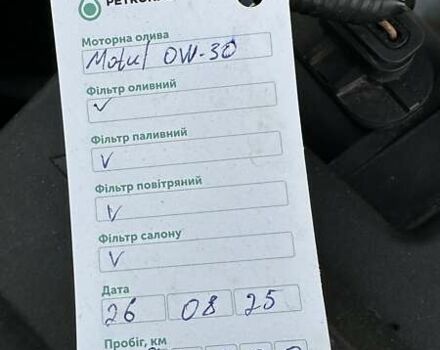 Моторна олива
Motul 0W-30
Фільтр оливний
V
Фільтр паливний
V
Фільтр повітряний
V
Фільтр салону
V
Дата
26 08 25
Пробіг, км